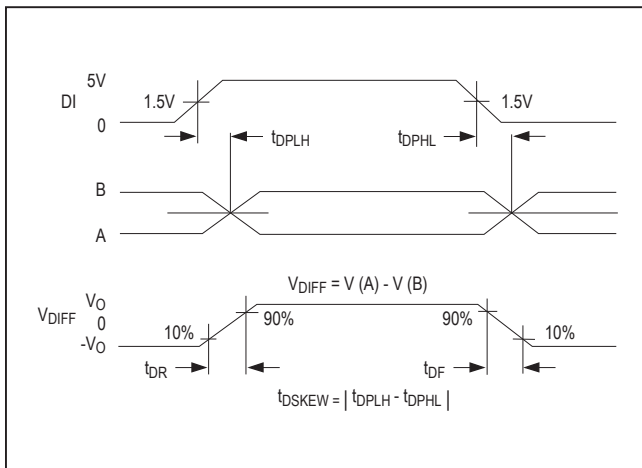 5V
DI
1.5V
1.5V
0
tDPLH
tDPHL
B
A
VDIFF = V (A) - V (B)
VO
VDIFF 0
-VO
10%
90%
90%
10%
tDR
tDF
tDSKEW = | tDPLH - tDPHL |